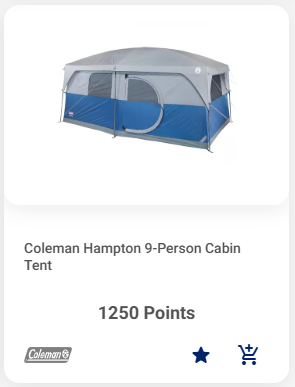 Coleman Hampton 9-Person Cabin
Tent
1250 Points
Coleman